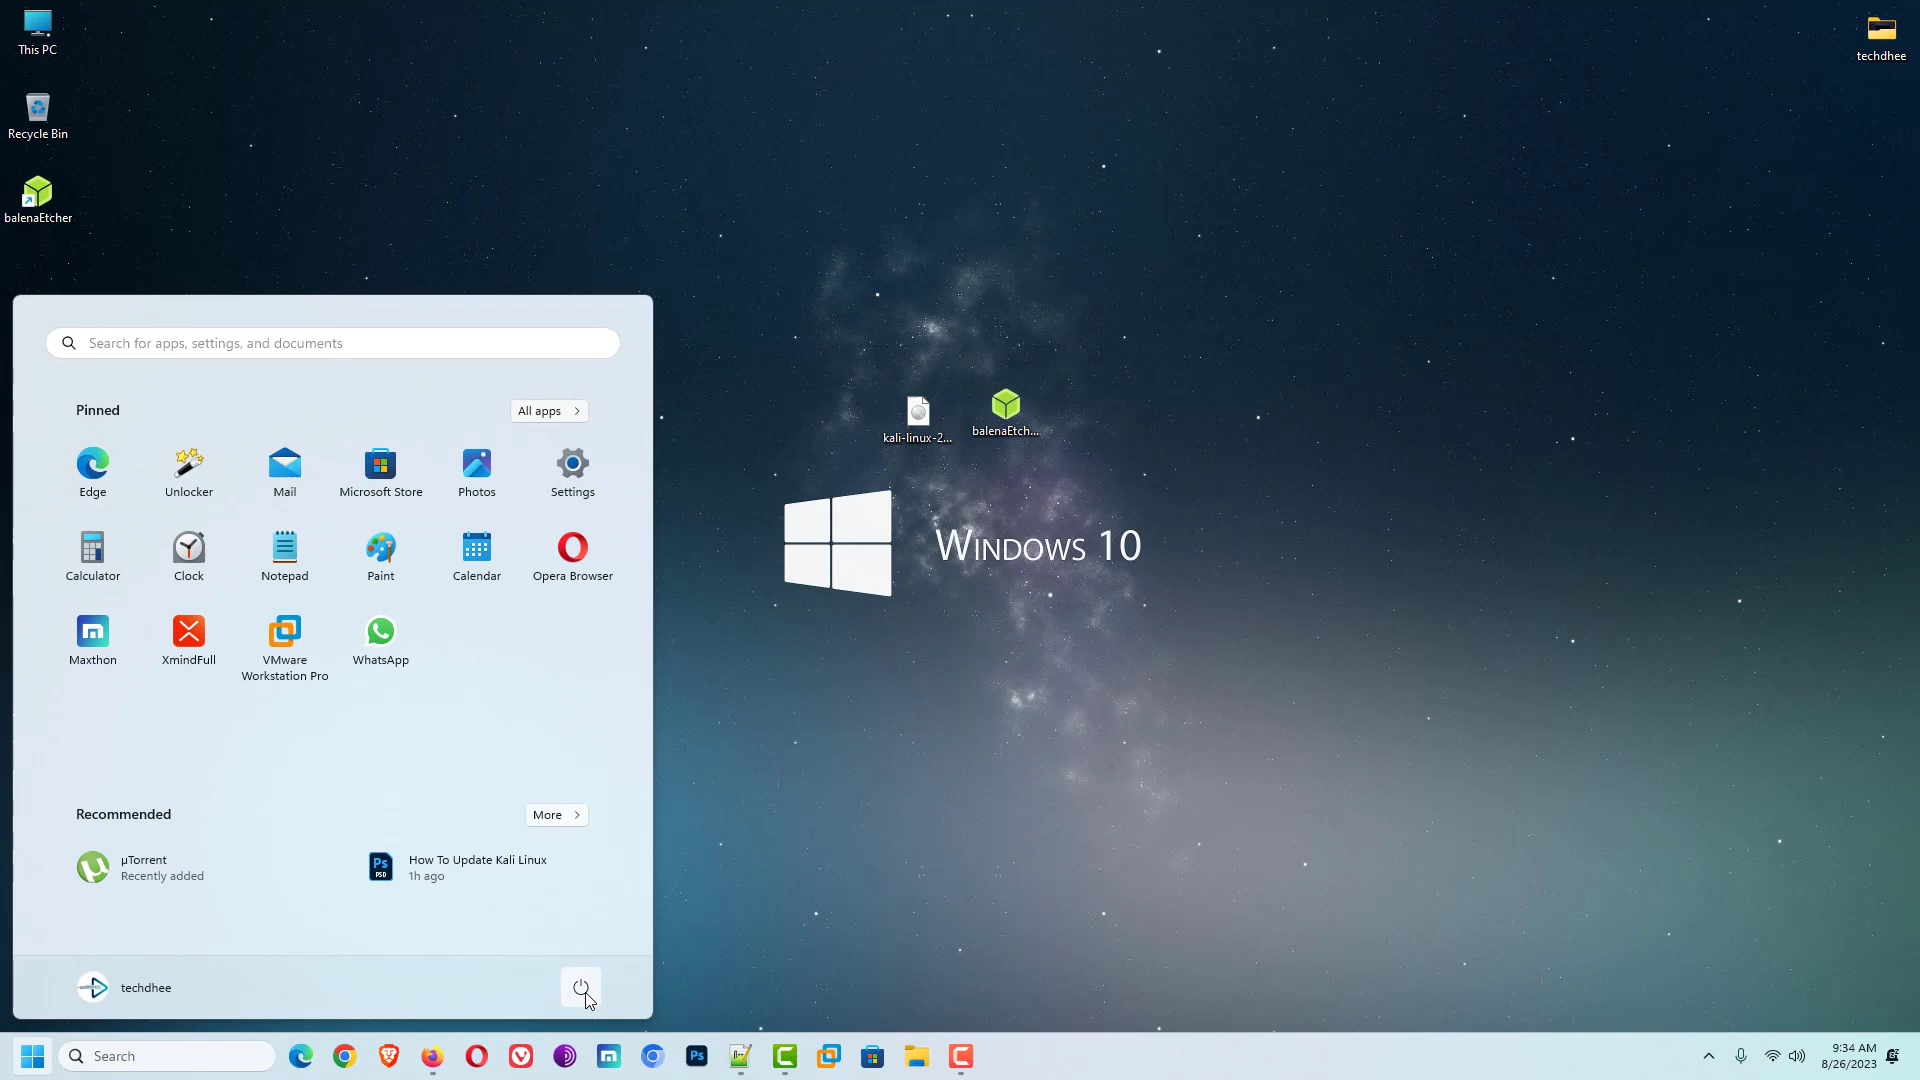 This PC
Recycle Bin
balenaEtcher
techdhee
Search for apps, settings, and documents
Pinned
All apps
Edge
Unlocker
Mail
Microsoft Store
Photos
Settings
Calculator
Clock
Notepad
Paint
Calendar
Opera Browser
Maxthon
XmindFull
VMware
Workstation Pro
WhatsApp
Recommended
More
µTorrent
Recently added
Ps
PSD
How To Update Kali Linux
1h ago
techdhee
kali-linux-2...
balenaEtch...
WINDOWS 10
Search
Ps
9:34 AM
8/26/2023